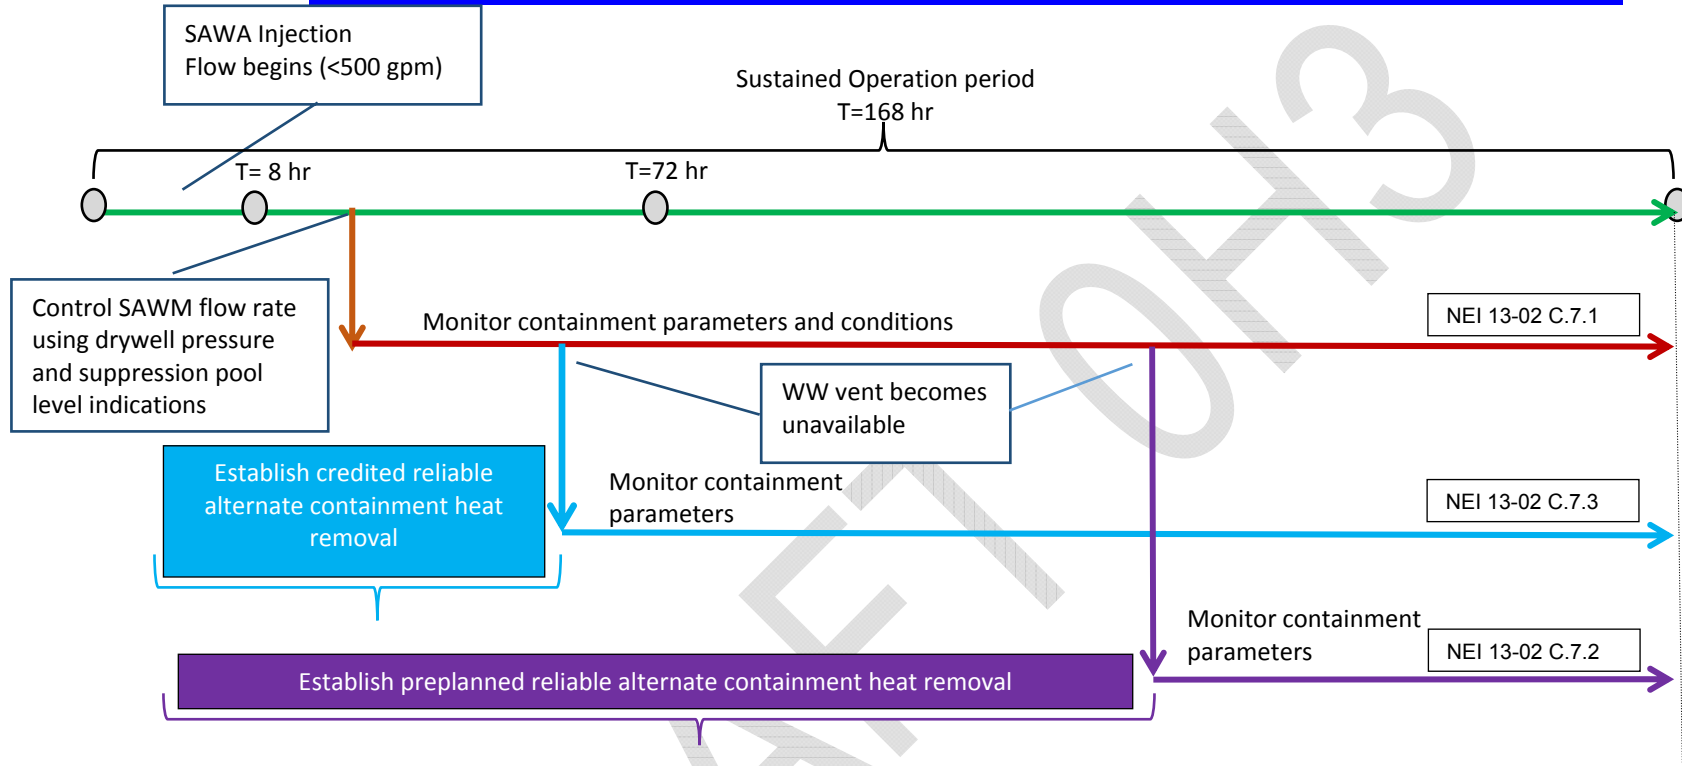 SAWA Injection
Flow begins (<500 gpm)
Sustained Operation period
T=168 hr
T= 8 hr
T=72 hr
Control SAWM flow rate
using drywell pressure
and suppression pool
level indications
Monitor containment parameters and conditions
NEI 13-02 C.7.1
WW vent becomes
unavailable
Establish credited reliable
alternate containment heat
removal
Monitor containment
parameters
NEI 13-02 C.7.3
Monitor containment
parameters
NEI 13-02 C.7.2
Establish preplanned reliable alternate containment heat removal
AFT 0H3